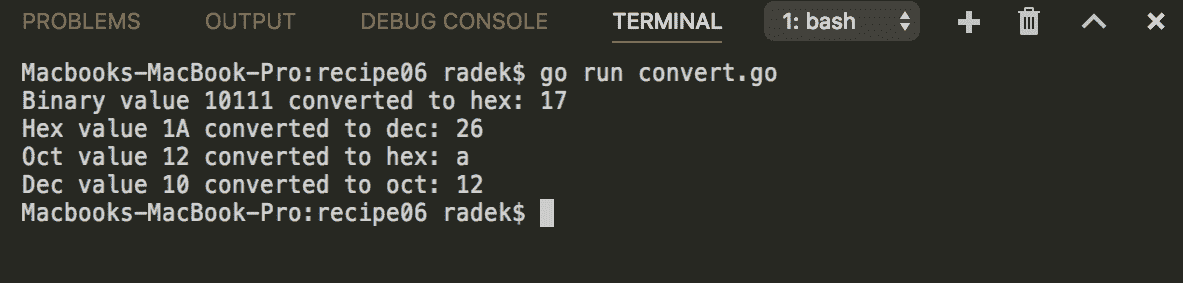 PROBLEMS OUTPUT DEBUG CONSOLE TERMINAL 1: bash
Macbooks-MacBook-Pro:recipe06 radek$ go run convert.go
Binary value 10111 converted to hex: 17
Hex value 1A converted to dec: 26
Oct value 12 converted to hex: a
Dec value 10 converted to oct: 12
Macbooks-MacBook-Pro:recipe06 radek$